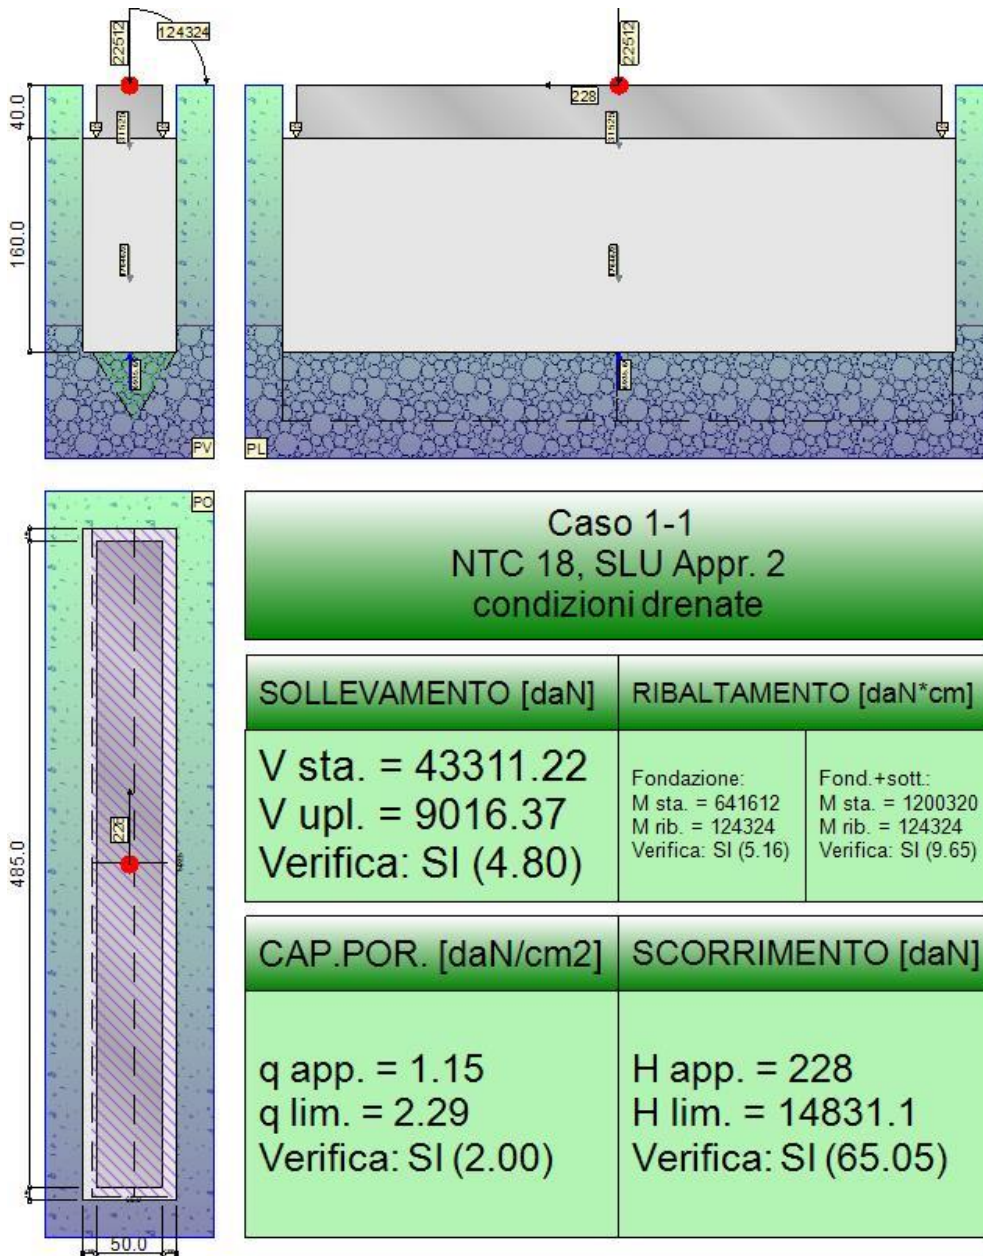 22512
124324
22512
228
40.0
160.0
PV
PL
PO
228
485.0
50.0
Caso 1-1
NTC 18, SLU Appr. 2
condizioni drenate
SOLLEVAMENTO [daN]
V sta. = 43311.22
V upl. = 9016.37
Verifica: SI (4.80)
RIBALTAMENTO [daN*cm]
Fondazione:
M sta. = 641612
M rib. = 124324
Verifica: SI (5.16)
Fond.+sott.:
M sta. = 1200320
M rib. = 124324
Verifica: SI (9.65)
CAP.POR. [daN/cm2]
q app. = 1.15
q lim. = 2.29
Verifica: SI (2.00)
SCORRIMENTO [daN]
H app. = 228
H lim. = 14831.1
Verifica: SI (65.05)